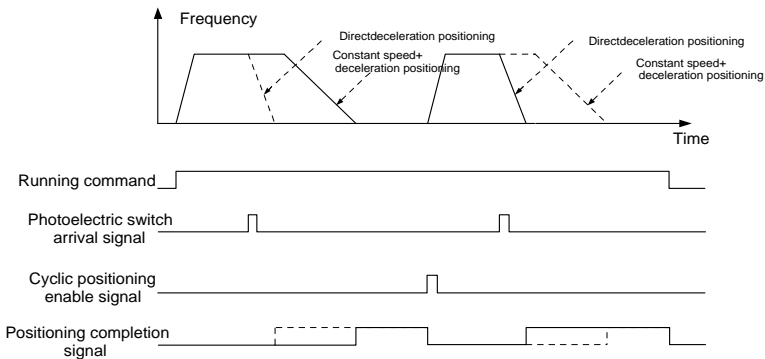 Frequency
Directdeceleration positioning
Constant speed+
deceleration positioning
Directdeceleration positioning
Constant speed+
deceleration positioning
Time
Running command
Photoelectric switch
arrival signal
Cyclic positioning
enable signal
Positioning completion
signal